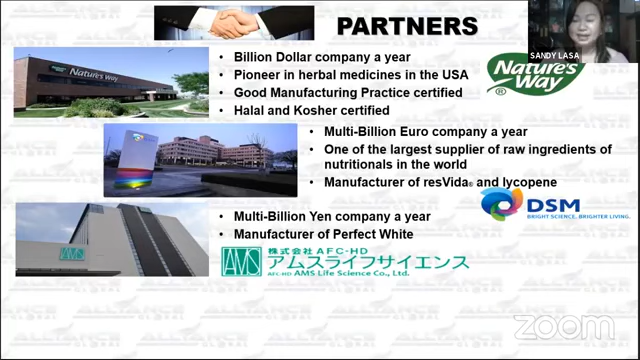 PARTNERS
SANDY LASA
Nature's Way
• Billion Dollar company a year
• Pioneer in herbal medicines in the USA
• Good Manufacturing Practice certified
• Halal and Kosher certified
Nature's
Way®
• Multi-Billion Euro company a year
• One of the largest supplier of raw ingredients of
nutritionals in the world
• Manufacturer of resVida® and lycopene
DSM
BRIGHT SCIENCE. BRIGHTER LIVING.
• Multi-Billion Yen company a year
• Manufacturer of Perfect White
AMS
株式会社 AFC-HD
アムスライフサイエンス
AFC-HD AMS Life Science Co., Ltd.
zoom